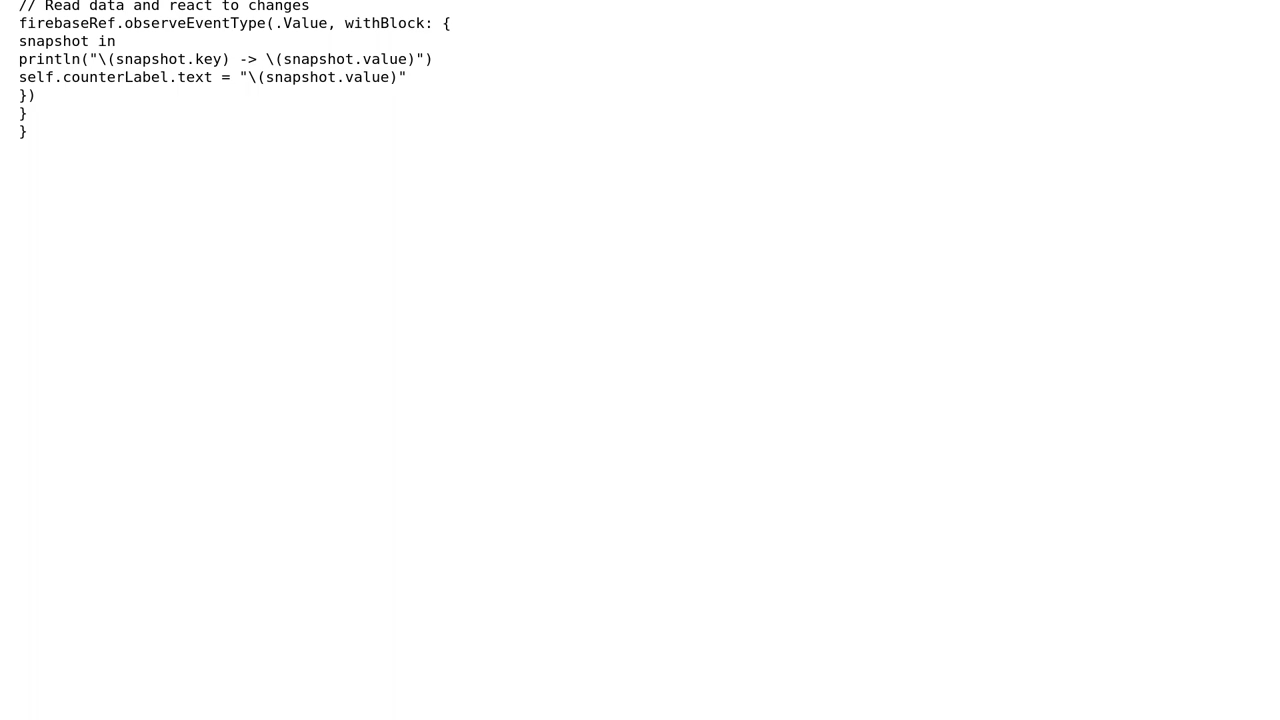 // Read data and react to changes
firebaseRef.observeEventType(.Value, withBlock: {
snapshot in
println("\(snapshot.key) -> \(snapshot.value)")
self.counterLabel.text = "\(snapshot.value)"
})
}
}